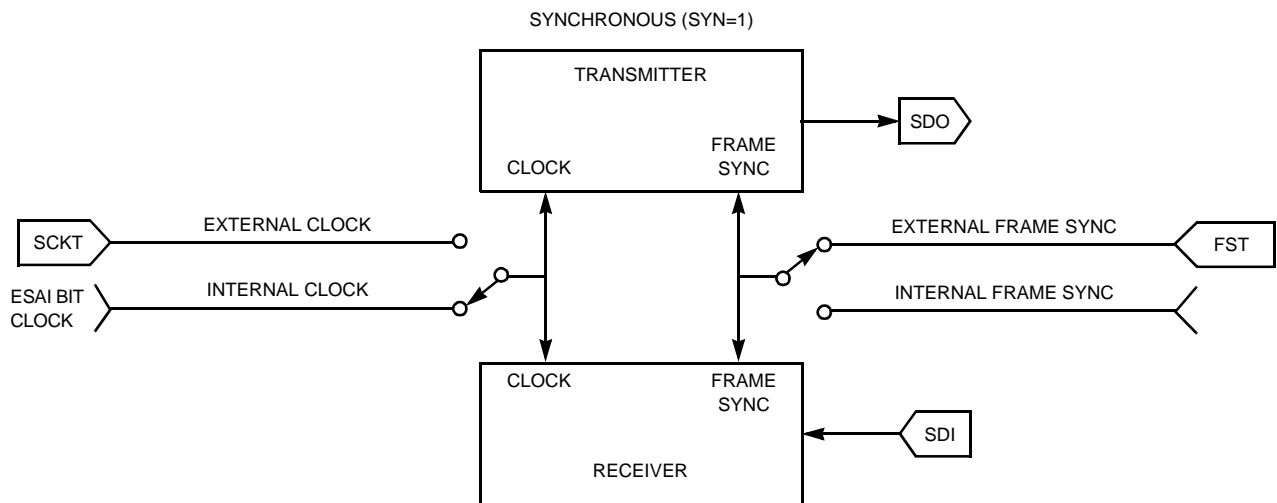 SYNCHRONOUS (SYN=1)
TRANSMITTER
SDO
CLOCK
FRAME
SYNC
SCKT
EXTERNAL CLOCK
EXTERNAL FRAME SYNC
FST
ESAI BIT
CLOCK
INTERNAL CLOCK
INTERNAL FRAME SYNC
CLOCK
FRAME
SYNC
SDI
RECEIVER